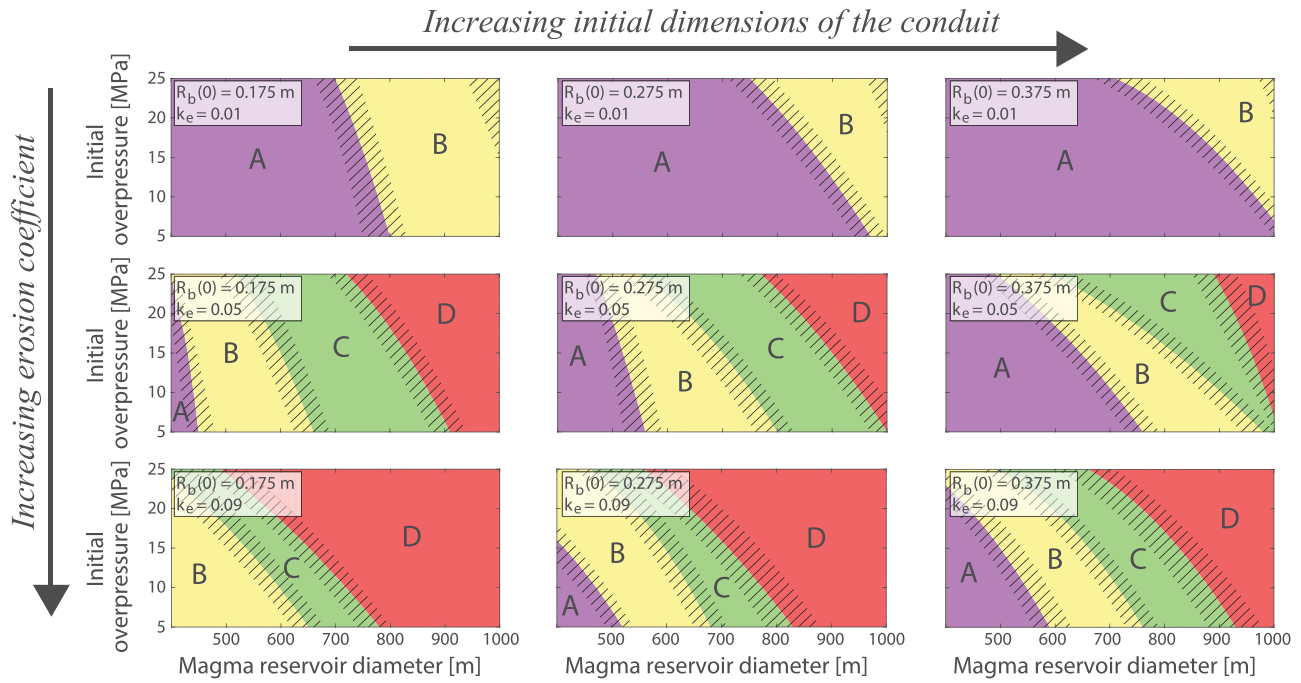 Increasing initial dimensions of the conduit
Increasing erosion coefficient
Initial
overpressure [MPa]
25
20
15
10
5
R_b(0) = 0.175 m
k_e = 0.01
A
B
R_b(0) = 0.275 m
k_e = 0.01
A
B
R_b(0) = 0.375 m
k_e = 0.01
A
B
Initial
overpressure [MPa]
25
20
15
10
5
R_b(0) = 0.175 m
k_e = 0.05
A
B
C
D
R_b(0) = 0.275 m
k_e = 0.05
A
B
C
D
R_b(0) = 0.375 m
k_e = 0.05
A
B
C
D
Initial
overpressure [MPa]
25
20
15
10
5
R_b(0) = 0.175 m
k_e = 0.09
B
C
D
R_b(0) = 0.275 m
k_e = 0.09
A
B
C
D
R_b(0) = 0.375 m
k_e = 0.09
A
B
C
D
500 600 700 800 900 1000
500 600 700 800 900 1000
500 600 700 800 900 1000
Magma reservoir diameter [m]
Magma reservoir diameter [m]
Magma reservoir diameter [m]